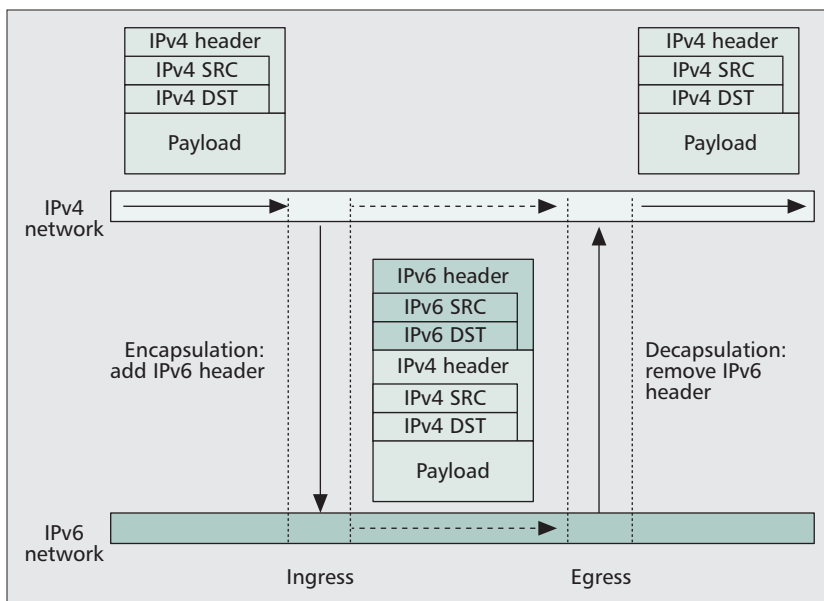 IPv4 header
IPv4 SRC
IPv4 DST
Payload
IPv4 header
IPv4 SRC
IPv4 DST
Payload
IPv4
network
IPv6 header
IPv6 SRC
IPv6 DST
IPv4 header
IPv4 SRC
IPv4 DST
Payload
Encapsulation:
add IPv6 header
Decapsulation:
remove IPv6
header
IPv6
network
Ingress
Egress